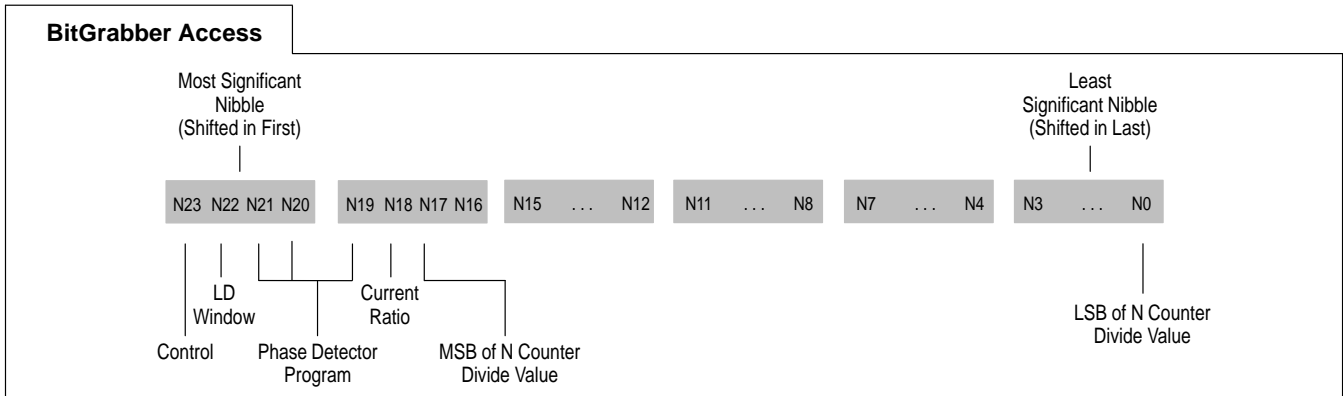 BitGrabber Access
Most Significant
Nibble
(Shifted in First)
Least
Significant Nibble
(Shifted in Last)
N23 N22 N21 N20 N19 N18 N17 N16 N15 . . . N12 N11 . . . N8 N7 . . . N4 N3 . . . N0
LD
Window
Current
Ratio
LSB of N Counter
Divide Value
Control
Phase Detector
Program
MSB of N Counter
Divide Value